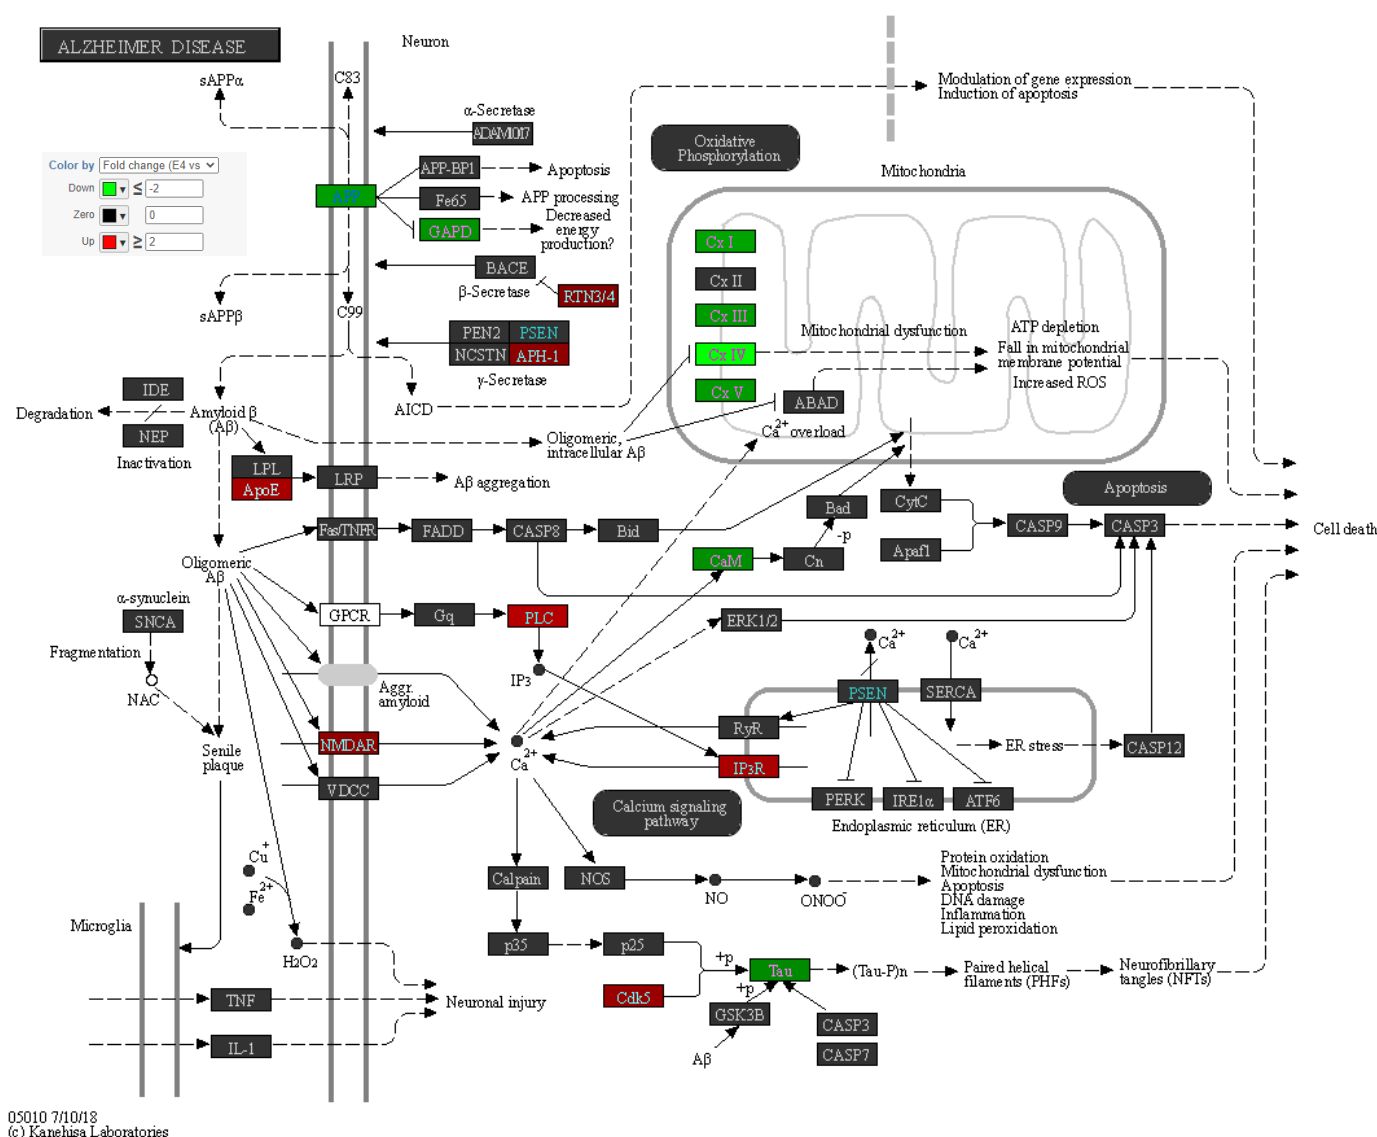 ALZHEIMER DISEASE
Neuron
sAPPα
C83
α-Secretase
ADAM10/17
Modulation of gene expression
Induction of apoptosis
Oxidative
Phosphorylation
Mitochondria
Color by
Fold change (E4 vs
Down
≤
-2
Zero
0
Up
≥
2
APP
APP-BP1
Apoptosis
Fe65
APP processing
GAPD
Decreased
energy
production?
BACE
β-Secretase
RTN3/4
sAPPβ
C99
PEN2
PSEN
NCSTN
APH-1
γ-Secretase
Cx I
Cx II
Cx III
Cx IV
Cx V
Mitochondrial dysfunction
ATP depletion
Fall in mitochondrial
membrane potential
Increased ROS
ABAD
Ca2+ overload
IDE
Degradation
Amyloid β
(Aβ)
NEP
Inactivation
AICD
Oligomeric,
intracellular Aβ
LPL
ApoE
LRP
Aβ aggregation
Fas/TNFR
FADD
CASP8
Bid
Bad
-p
CytC
Apaf1
Apoptosis
CASP9
CASP3
Cell death
CaM
Cn
Oligomeric
Aβ
α-synuclein
SNCA
Fragmentation
NAC
GPCR
Gq
PLC
IP3
ERK1/2
Ca2+
Ca2+
PSEN
SERCA
Aggr.
amyloid
Senile
plaque
NMDAR
VDCC
Ca2+
RyR
IP3R
ER stress
CASP12
PERK
IRE1α
ATF6
Endoplasmic reticulum (ER)
Calcium signaling
pathway
Cu+
Fe2+
Calpain
NOS
NO
ONOO-
Protein oxidation
Mitochondrial dysfunction
Apoptosis
DNA damage
Inflammation
Lipid peroxidation
Microglia
H2O2
p35
p25
+p
Tau
(Tau-P)n
Paired helical
filaments (PHFs)
Neurofibrillary
tangles (NFTs)
TNF
Neuronal injury
Cdk5
+p
GSK3B
CASP3
IL-1
Aβ
CASP7
05010 7/10/18
(c) Kanehisa Laboratories